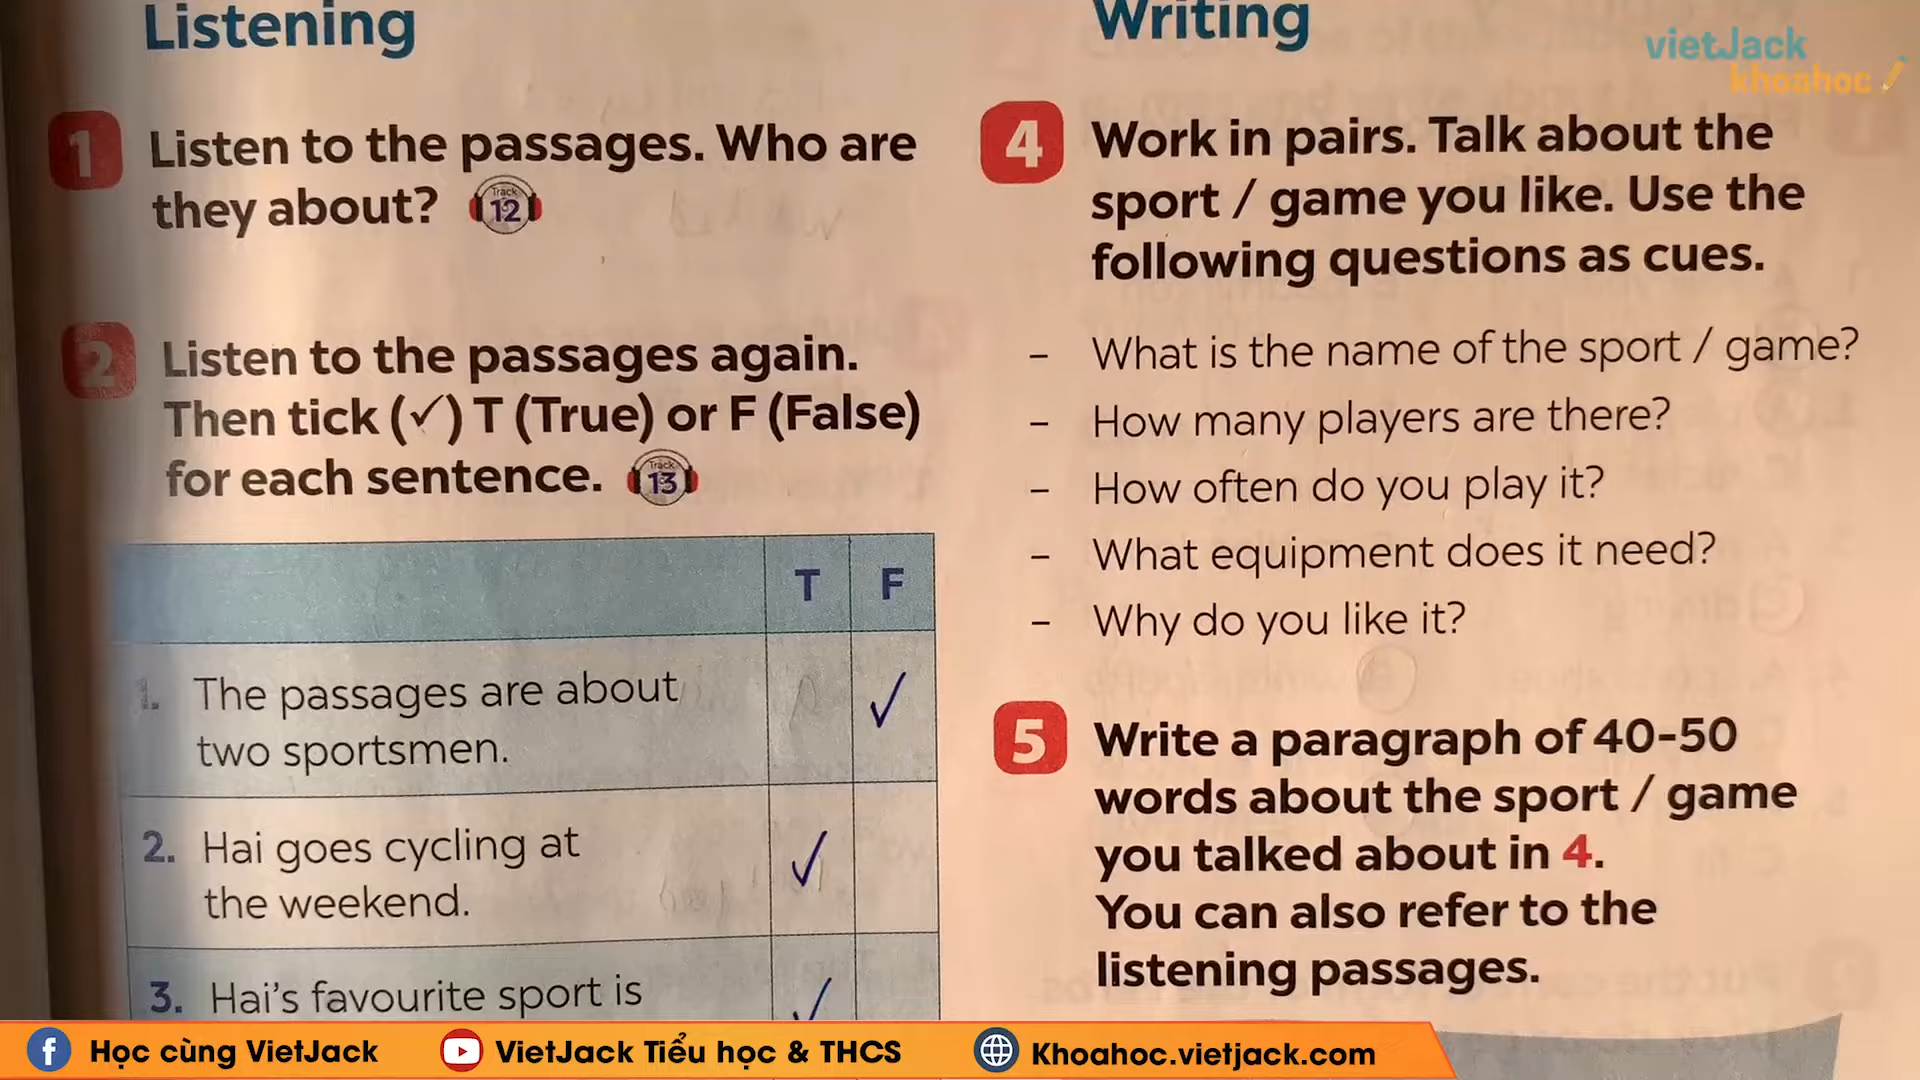 Listening
1 Listen to the passages. Who are
they about? Track 12
2 Listen to the passages again.
Then tick (✓) T (True) or F (False)
for each sentence. Track 13
T F
1. The passages are about ✓
two sportsmen.
2. Hai goes cycling at ✓
the weekend.
3. Hai's favourite sport is ✓
Writing
4 Work in pairs. Talk about the
sport / game you like. Use the
following questions as cues.
– What is the name of the sport / game?
– How many players are there?
– How often do you play it?
– What equipment does it need?
– Why do you like it?
5 Write a paragraph of 40-50
words about the sport / game
you talked about in 4.
You can also refer to the
listening passages.
vietJack
khoahoc
Học cùng VietJack
VietJack Tiểu học & THCS
Khoahoc.vietjack.com